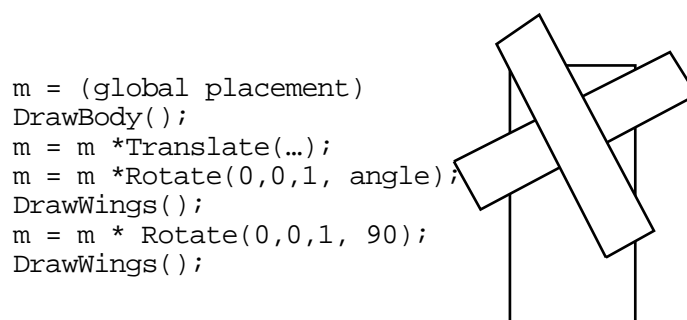 m = (global placement)
DrawBody();
m = m *Translate(…);
m = m *Rotate(0,0,1, angle);
DrawWings();
m = m * Rotate(0,0,1, 90);
DrawWings();